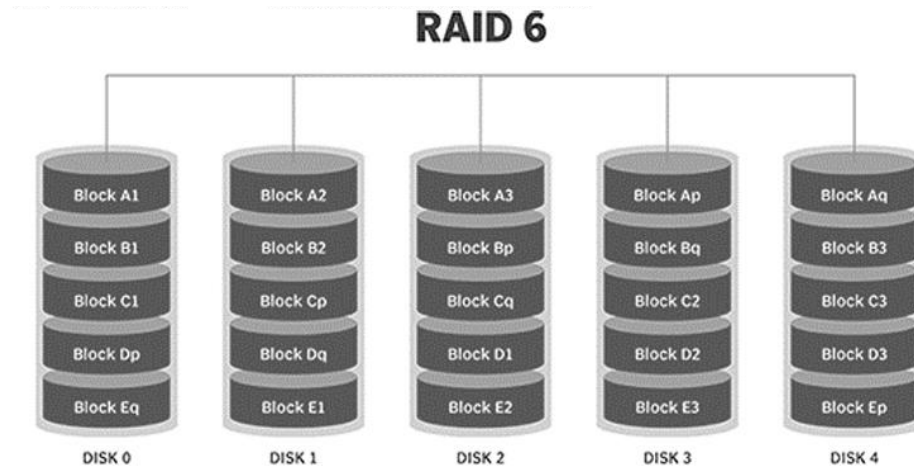 RAID 6
Block A1 Block A2 Block A3 Block Ap Block Aq
Block B1 Block B2 Block Bp Block Bq Block B3
Block C1 Block Cp Block Cq Block C2 Block C3
Block Dp Block Dq Block D1 Block D2 Block D3
Block Eq Block E1 Block E2 Block E3 Block Ep
DISK 0 DISK 1 DISK 2 DISK 3 DISK 4